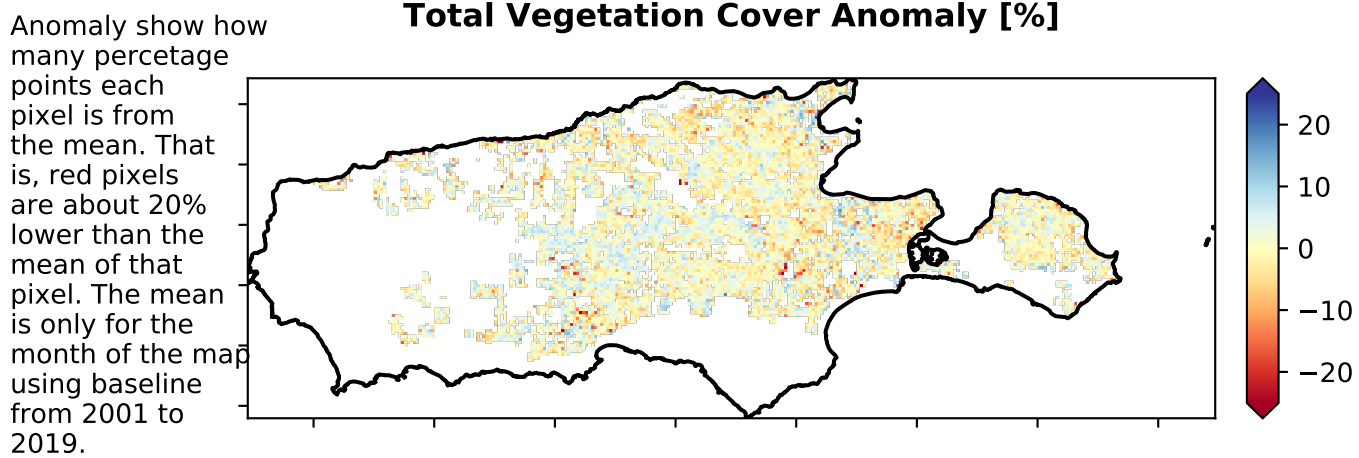 Total Vegetation Cover Anomaly [%]
Anomaly show how
many percetage
points each
pixel is from
the mean. That
is, red pixels
are about 20%
lower than the
mean of that
pixel. The mean
is only for the
month of the map
using baseline
from 2001 to
2019.
20
10
0
−10
−20